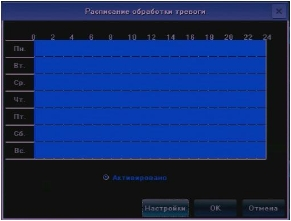 Расписание обработки тревоги
0 2 4 6 8 10 12 14 16 18 20 22 24
Пн.
Вт.
Ср.
Чт.
Пт.
Сб.
Вс.
Активировано
Настройки OK Отмена